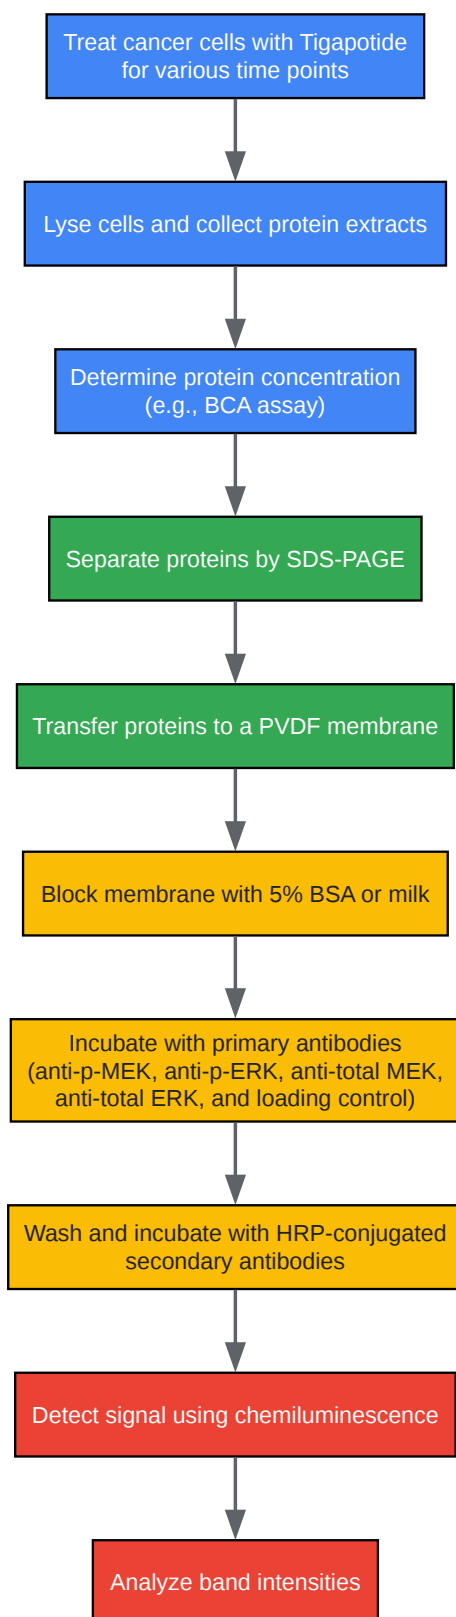 Treat cancer cells with Tigapotide
for various time points
Lyse cells and collect protein extracts
Determine protein concentration
(e.g., BCA assay)
Separate proteins by SDS-PAGE
Transfer proteins to a PVDF membrane
Block membrane with 5% BSA or milk
Incubate with primary antibodies
(anti-p-MEK, anti-p-ERK, anti-total MEK,
anti-total ERK, and loading control)
Wash and incubate with HRP-conjugated
secondary antibodies
Detect signal using chemiluminescence
Analyze band intensities